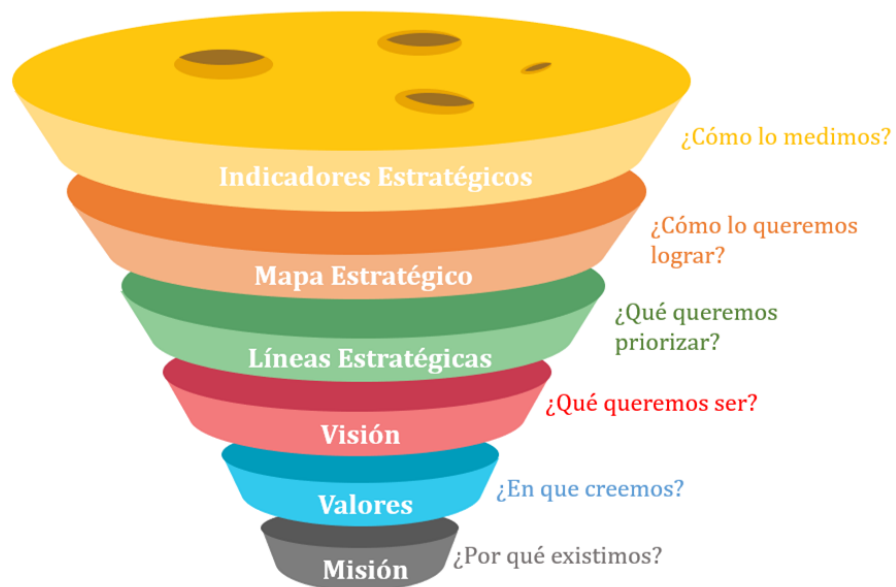 ¿Cómo lo medimos?
Indicadores Estratégicos
¿Cómo lo queremos
lograr?
Mapa Estratégico
¿Qué queremos
priorizar?
Líneas Estratégicas
¿Qué queremos ser?
Visión
¿En que creemos?
Valores
¿Por qué existimos?
Misión